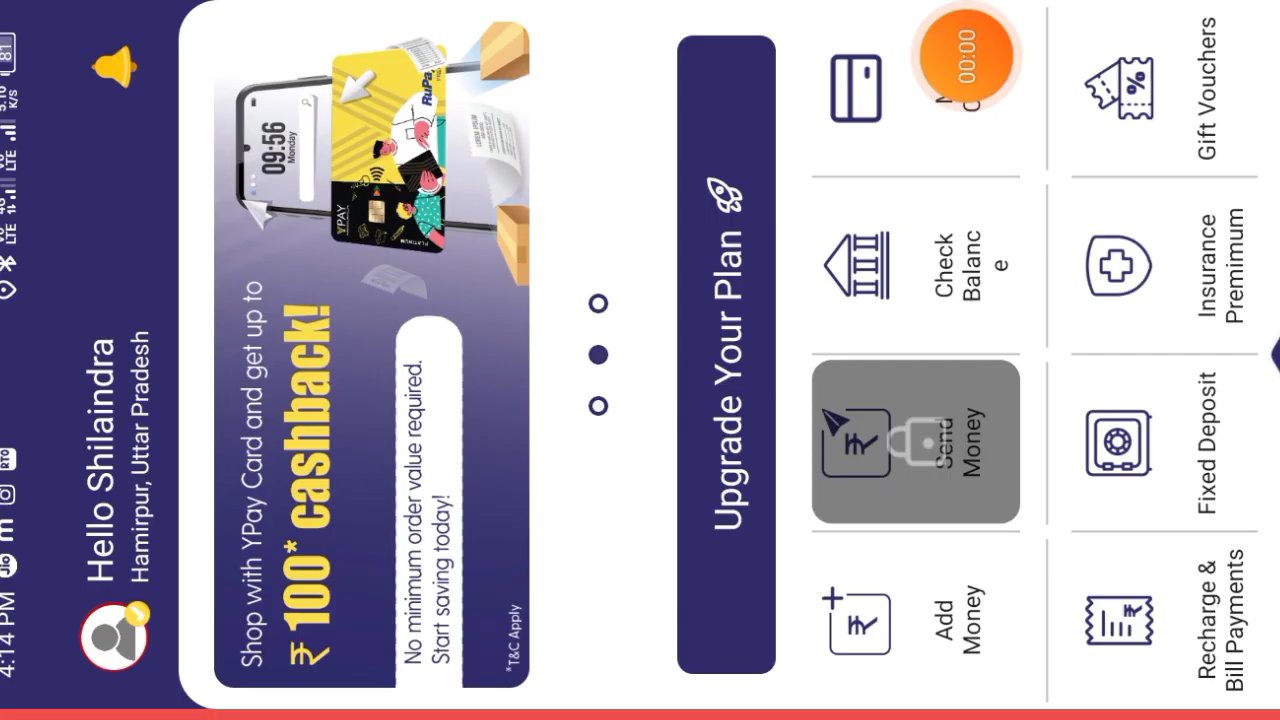 4:14 PM
81
Hello Shilaindra
Hamirpur, Uttar Pradesh
Shop with YPay Card and get up to
₹ 100* cashback!
No minimum order value required.
Start saving today!
*T&C Apply
09:56
Monday
YPAY
PLATINUM
RuPay
Upgrade Your Plan
Add
Money
Send
Money
Check
Balanc
e
00:00
Recharge &
Bill Payments
Fixed Deposit
Insurance
Premimum
Gift Vouchers